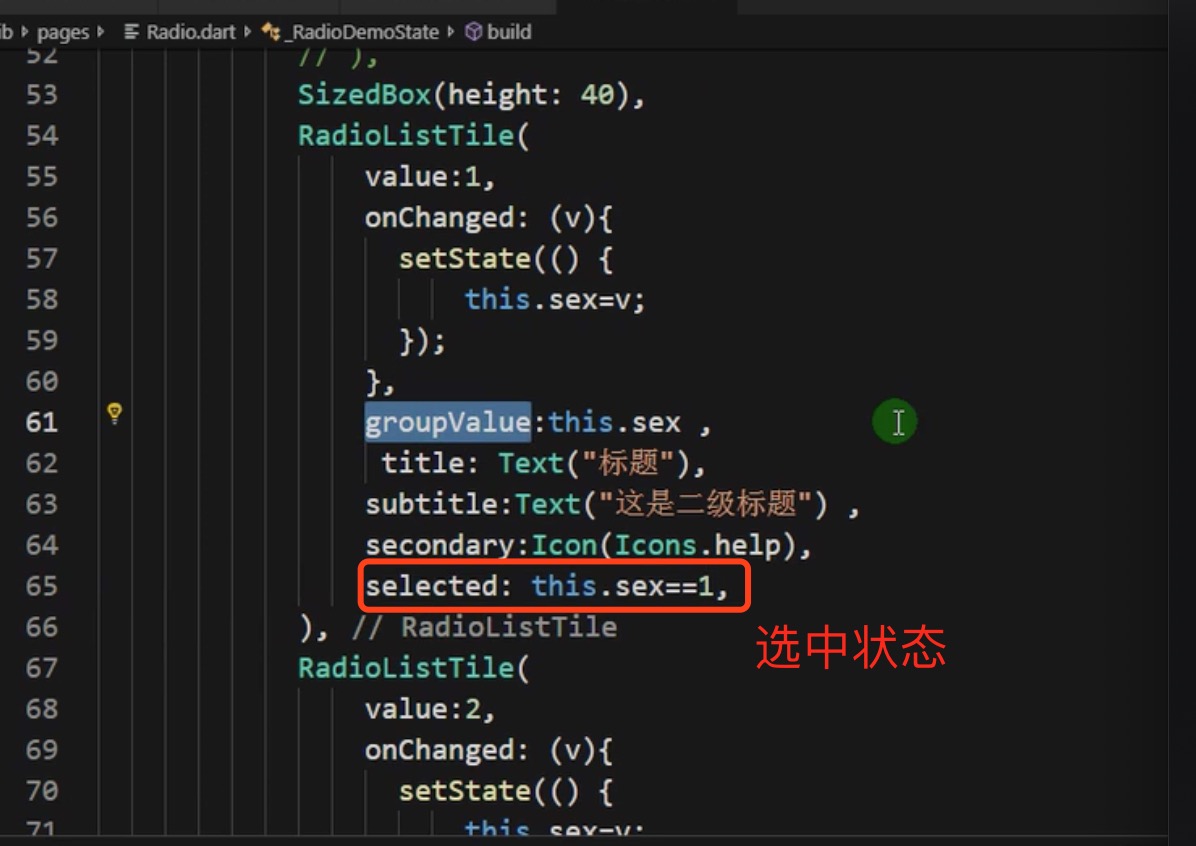 ib pages Radio.dart _RadioDemoState build
52 // ),
53 SizedBox(height: 40),
54 RadioListTile(
55 value:1,
56 onChanged: (v){
57 setState(() {
58 this.sex=v;
59 });
60 },
61 groupValue:this.sex ,
62 title: Text("标题"),
63 subtitle:Text("这是二级标题") ,
64 secondary:Icon(Icons.help),
65 selected: this.sex==1,
66 ), // RadioListTile
选中状态
67 RadioListTile(
68 value:2,
69 onChanged: (v){
70 setState(() {
71 this.sex=v;